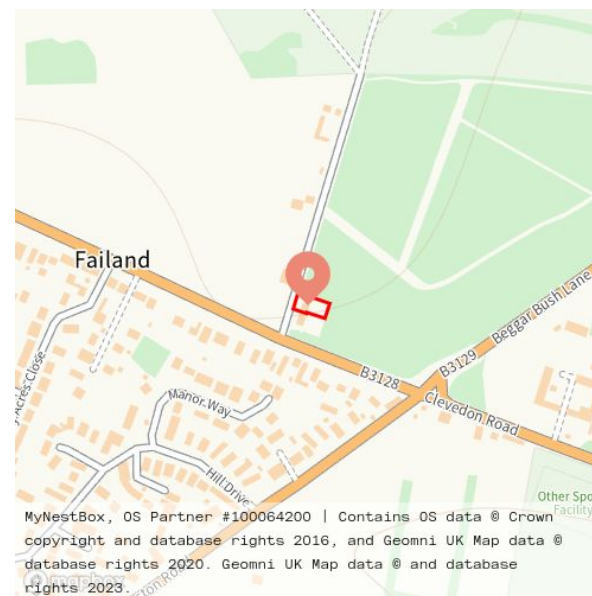 Failand
Beggar Bush Lane
B3129
B3128
Clevedon Road
Acres Close
Manor Way
Hill Drive
Other Spo
Facility
MyNestBox, OS Partner #100064200 | Contains OS data © Crown
copyright and database rights 2016, and Geomni UK Map data ©
database rights 2020. Geomni UK Map data © and database
rights 2023.
mapbox
ton Road